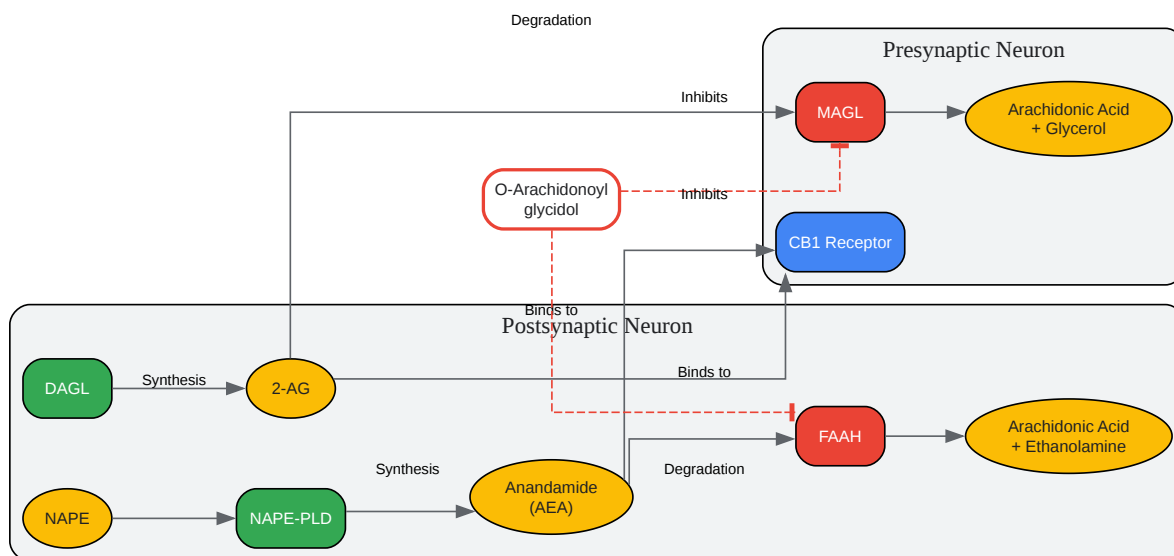 Degradation
Presynaptic Neuron
Inhibits
MAGL
Arachidonic Acid
+ Glycerol
O-Arachidonoyl
glycidol
Inhibits
CB1 Receptor
Binds to
Postsynaptic Neuron
DAGL
Synthesis
2-AG
Binds to
FAAH
Arachidonic Acid
+ Ethanolamine
Synthesis
Degradation
Anandamide
(AEA)
NAPE
NAPE-PLD